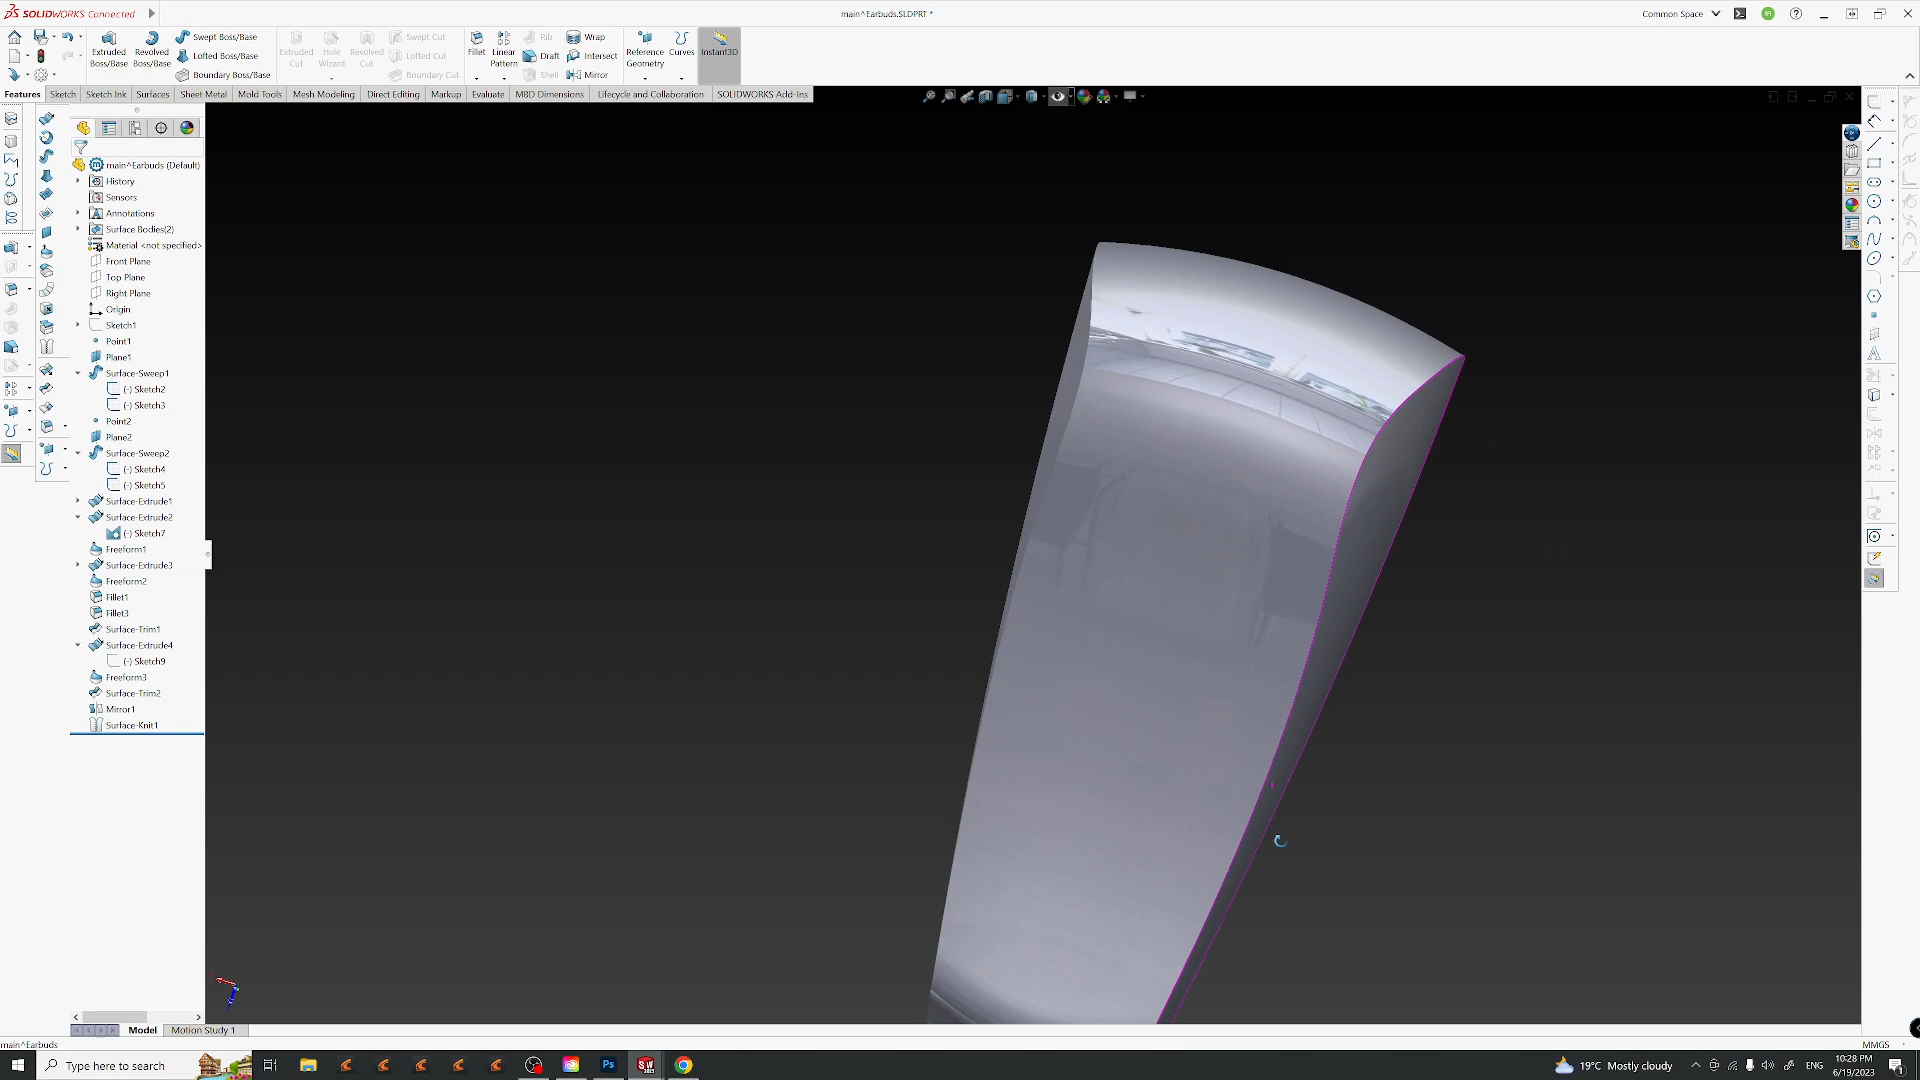 SOLIDWORKS Connected
main^Earbuds.SLDPRT *
Common Space
Extruded Boss/Base
Revolved Boss/Base
Swept Boss/Base
Lofted Boss/Base
Boundary Boss/Base
Extruded Cut
Hole Wizard
Revolved Cut
Swept Cut
Lofted Cut
Boundary Cut
Fillet
Linear Pattern
Rib
Draft
Shell
Wrap
Intersect
Mirror
Reference Geometry
Curves
Instant3D
Features
Sketch
Sketch Ink
Surfaces
Sheet Metal
Mold Tools
Mesh Modeling
Direct Editing
Markup
Evaluate
MBD Dimensions
Lifecycle and Collaboration
SOLIDWORKS Add-Ins
main^Earbuds (Default)
History
Sensors
Annotations
Surface Bodies(2)
Material <not specified>
Front Plane
Top Plane
Right Plane
Origin
Sketch1
Point1
Plane1
Surface-Sweep1
(-) Sketch2
(-) Sketch3
Point2
Plane2
Surface-Sweep2
(-) Sketch4
(-) Sketch5
Surface-Extrude1
Surface-Extrude2
(-) Sketch7
Freeform1
Surface-Extrude3
Freeform2
Fillet1
Fillet3
Surface-Trim1
Surface-Extrude4
(-) Sketch9
Freeform3
Surface-Trim2
Mirror1
Surface-Knit1
Model
Motion Study 1
main^Earbuds
MMGS
Type here to search
Ps
SW
19°C Mostly cloudy
ENG
10:28 PM
6/19/2023